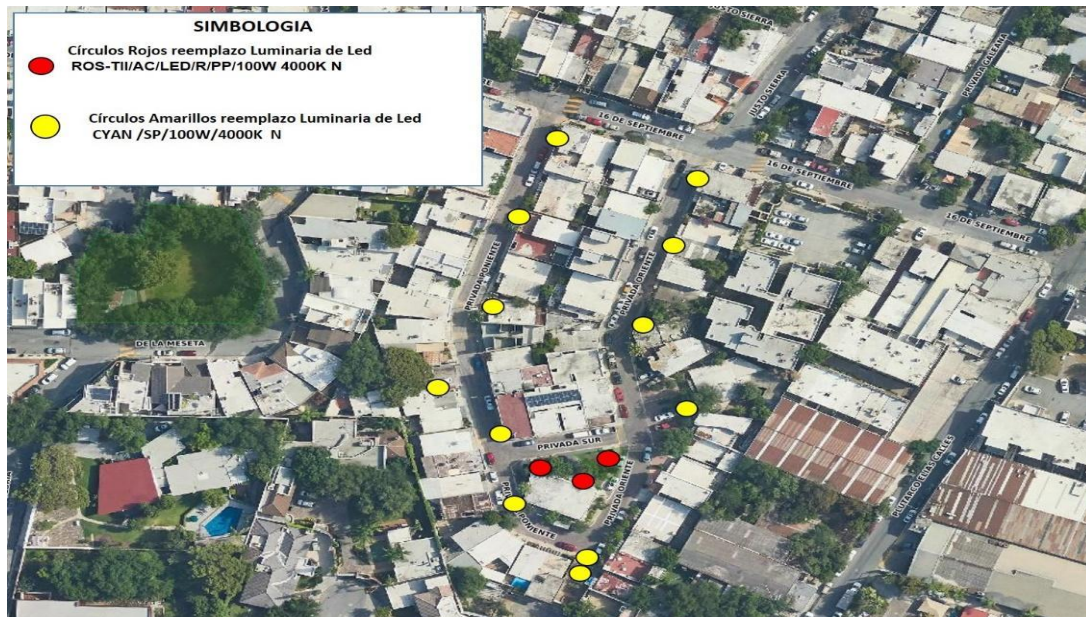 SIMBOLOGIA
Círculos Rojos reemplazo Luminaria de Led
ROS-TII/AC/LED/R/PP/100W 4000K N
Círculos Amarillos reemplazo Luminaria de Led
CYAN /SP/100W/4000K N
JUSTO SIERRA
JUSTO SIERRA
PRIVADA GALEANA
16 DE SEPTIEMBRE
16 DE SEPTIEMBRE
16 DE SEPTIEMBRE
PRIVADA PONIENTE
PRIVADA ORIENTE
DE LA MESETA
PRIVADA SUR
PRIVADA ORIENTE
PLUTARCO ELIAS CALLES
PONIENTE